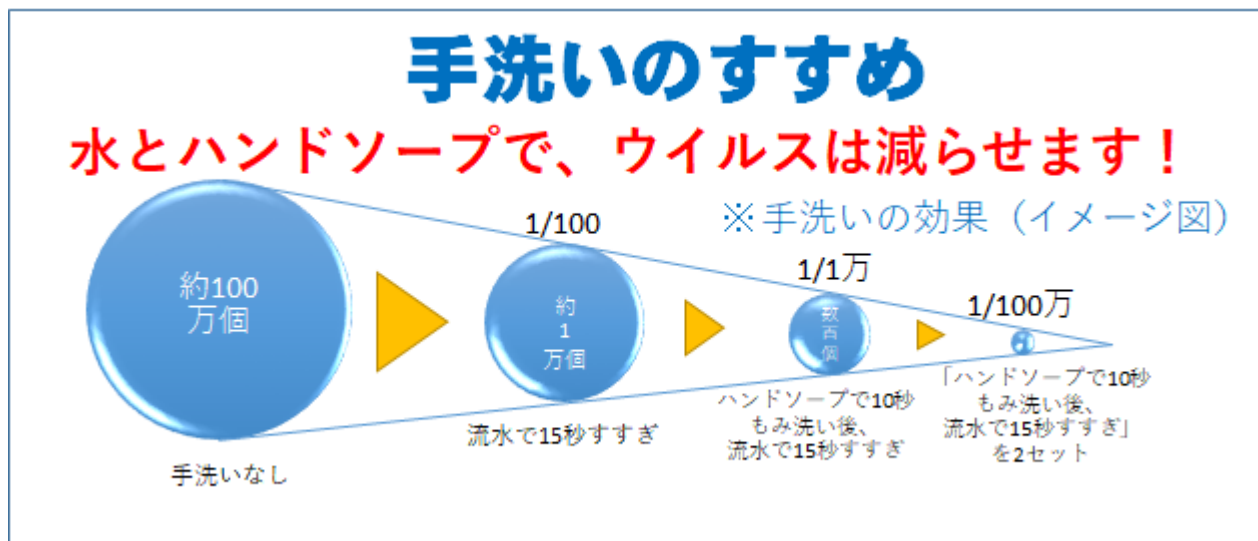 手洗いのすすめ
水とハンドソープで、ウイルスは減らせます！
※手洗いの効果（イメージ図）
約100
万個
手洗いなし
1/100
約
1
万個
流水で15秒すすぎ
1/1万
数百個
ハンドソープで10秒
もみ洗い後、
流水で15秒すすぎ
1/100万
「ハンドソープで10秒
もみ洗い後、
流水で15秒すすぎ」
を2セット